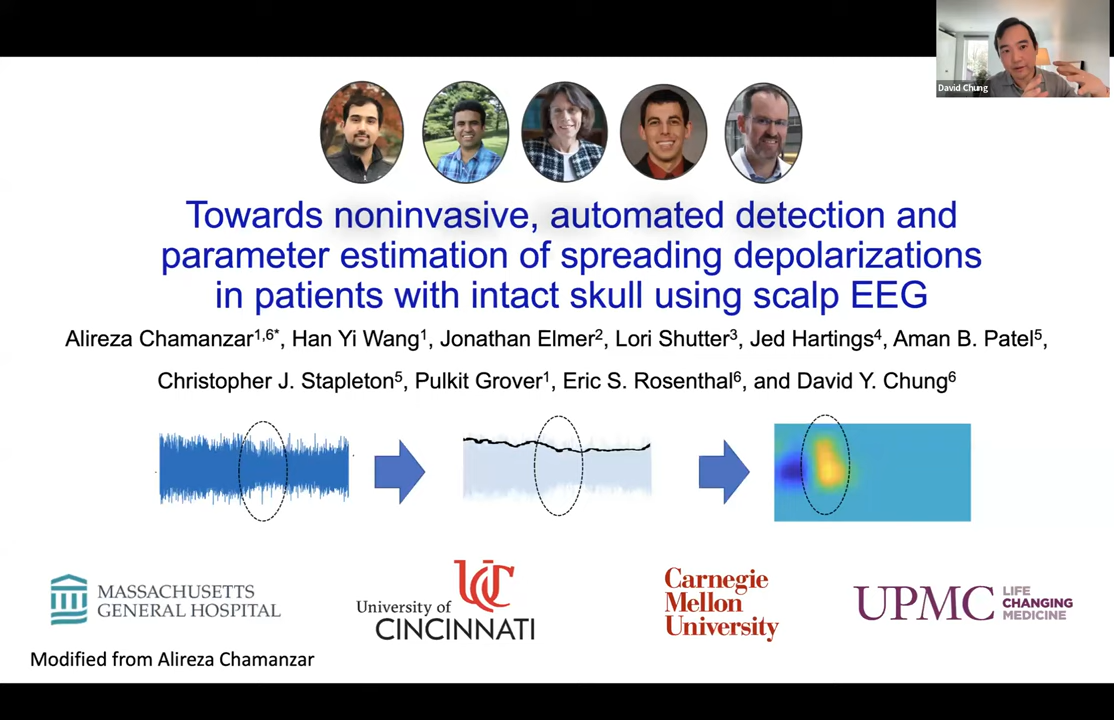 David Chung
Towards noninvasive, automated detection and
parameter estimation of spreading depolarizations
in patients with intact skull using scalp EEG
Alireza Chamanzar1,6*, Han Yi Wang1, Jonathan Elmer2, Lori Shutter3, Jed Hartings4, Aman B. Patel5,
Christopher J. Stapleton5, Pulkit Grover1, Eric S. Rosenthal6, and David Y. Chung6
MASSACHUSETTS
GENERAL HOSPITAL
UC
University of
CINCINNATI
Carnegie
Mellon
University
UPMC
LIFE
CHANGING
MEDICINE
Modified from Alireza Chamanzar